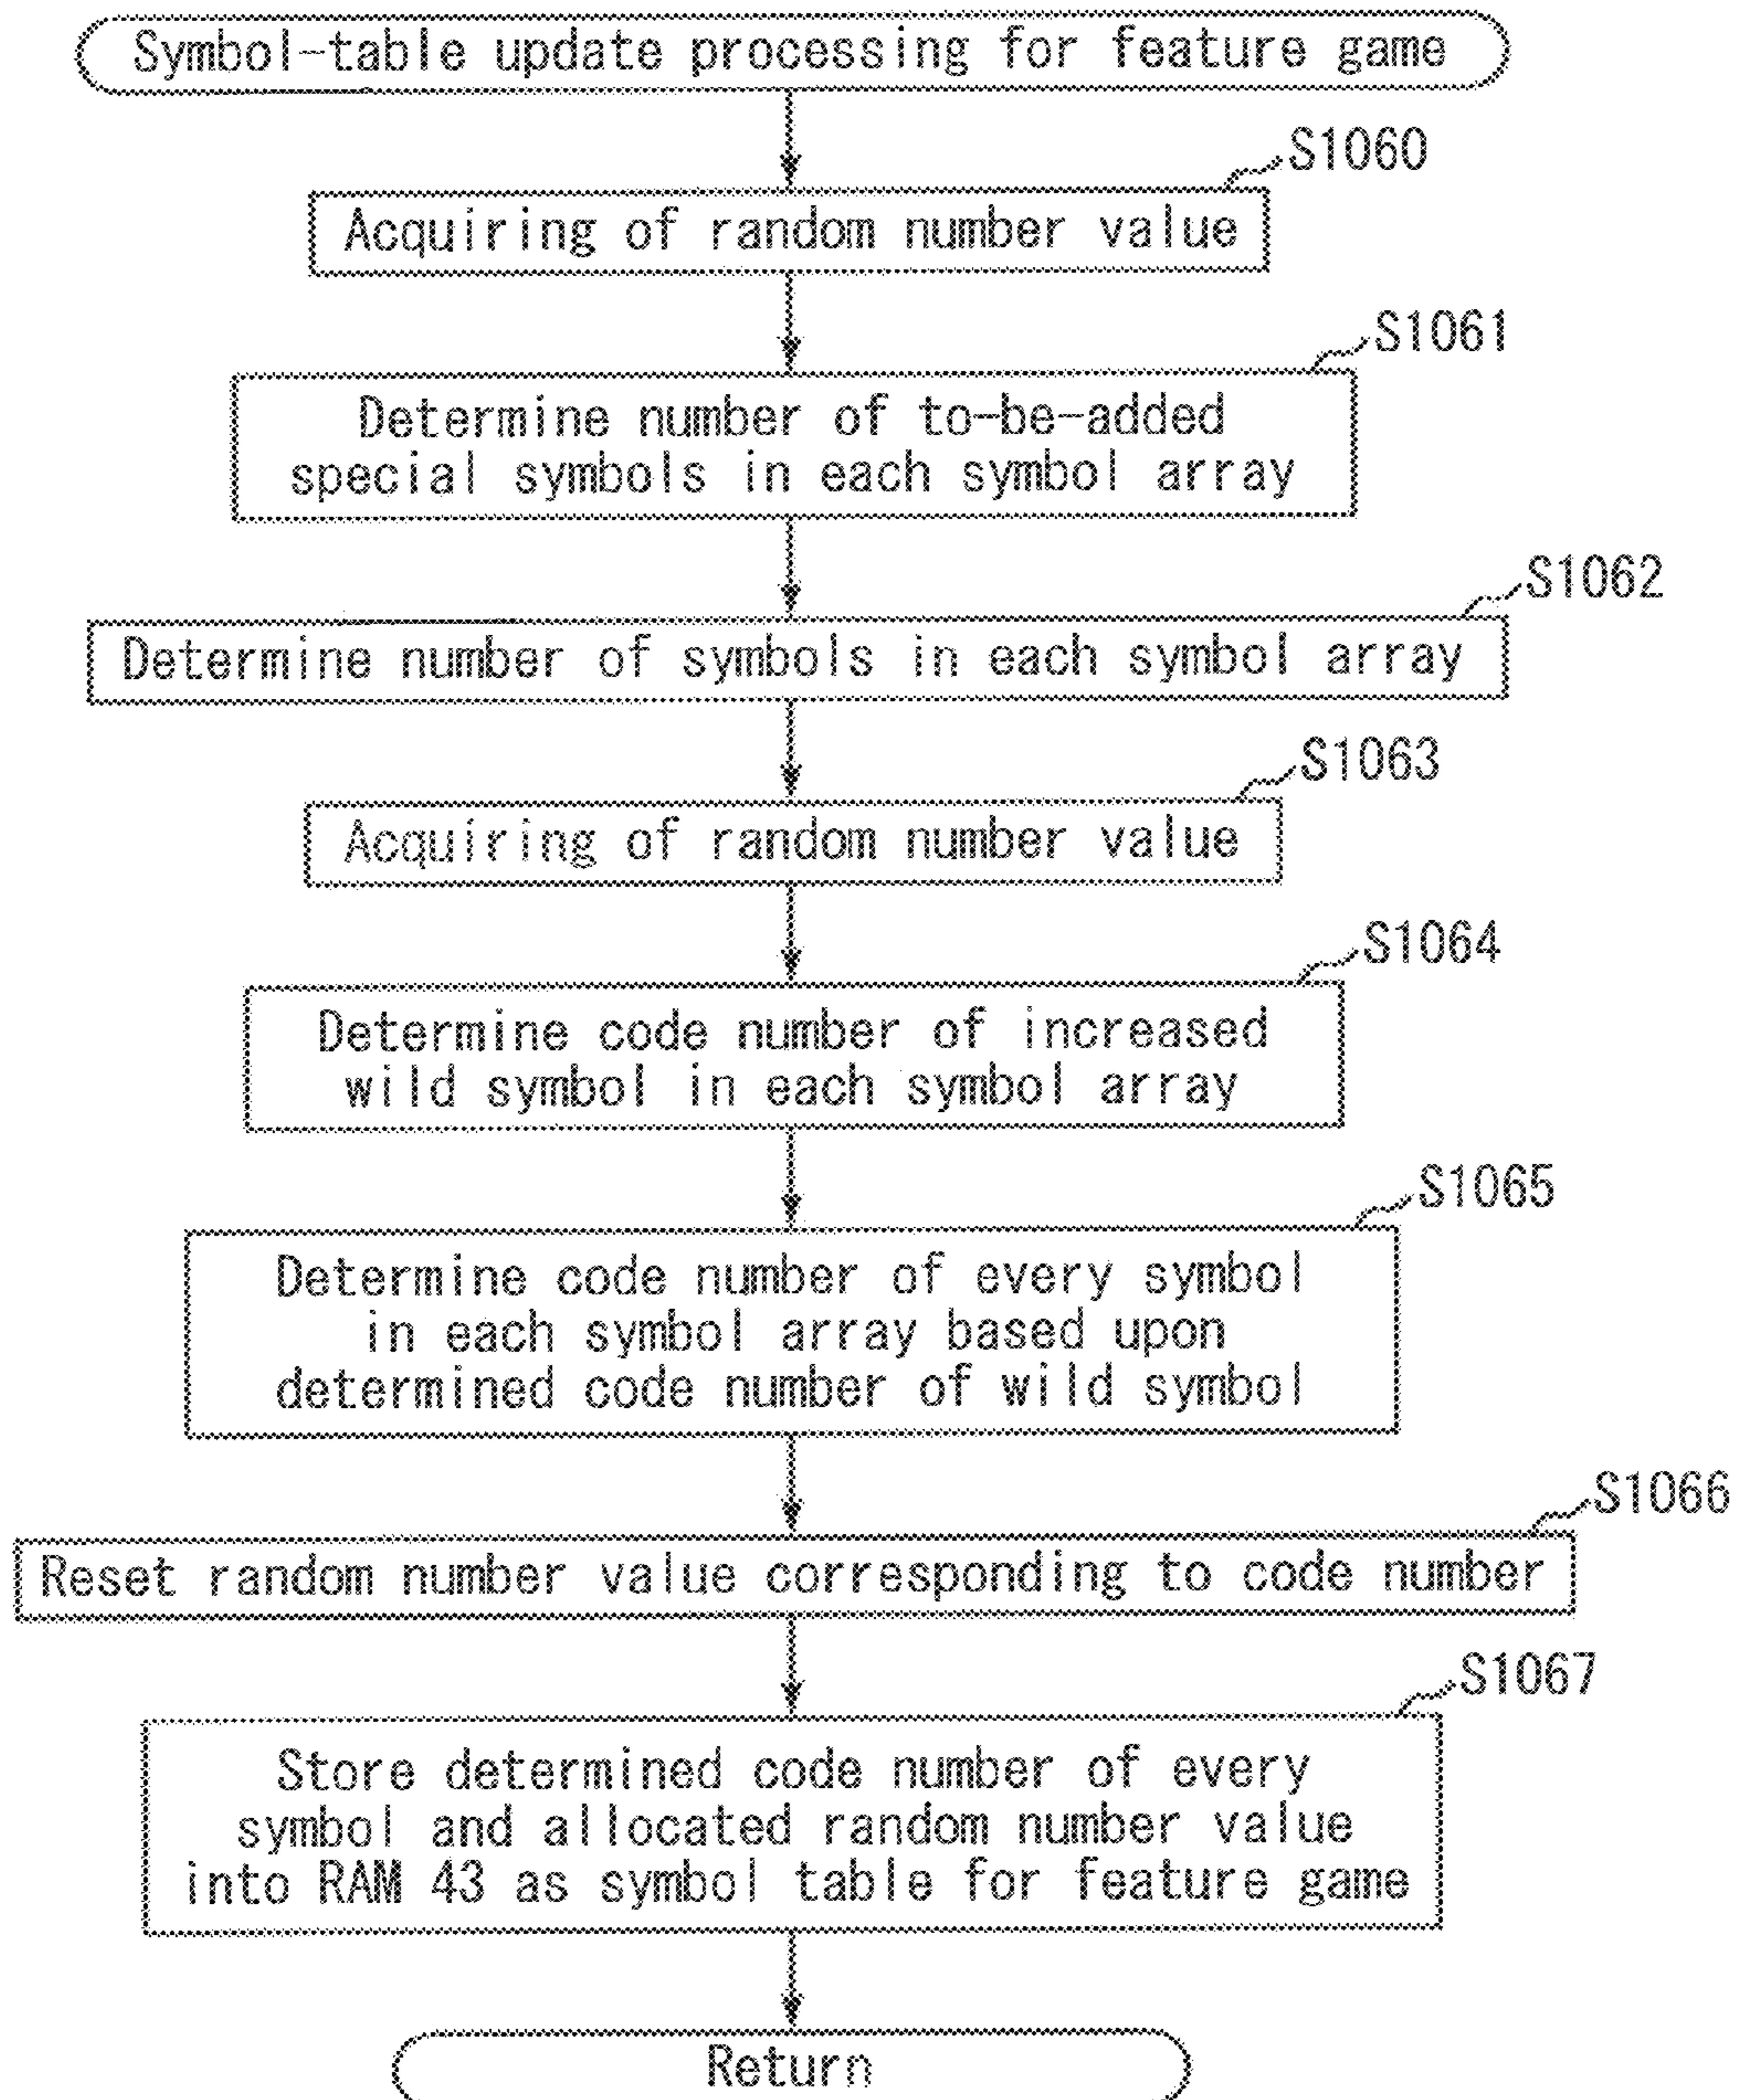 Symbol-table update processing for feature game
S1060
Acquiring of random number value
S1061
Determine number of to-be-added
special symbols in each symbol array
S1062
Determine number of symbols in each symbol array
S1063
Acquiring of random number value
S1064
Determine code number of increased
wild symbol in each symbol array
S1065
Determine code number of every symbol
in each symbol array based upon
determined code number of wild symbol
S1066
Reset random number value corresponding to code number
S1067
Store determined code number of every
symbol and allocated random number value
into RAM 43 as symbol table for feature game
Return